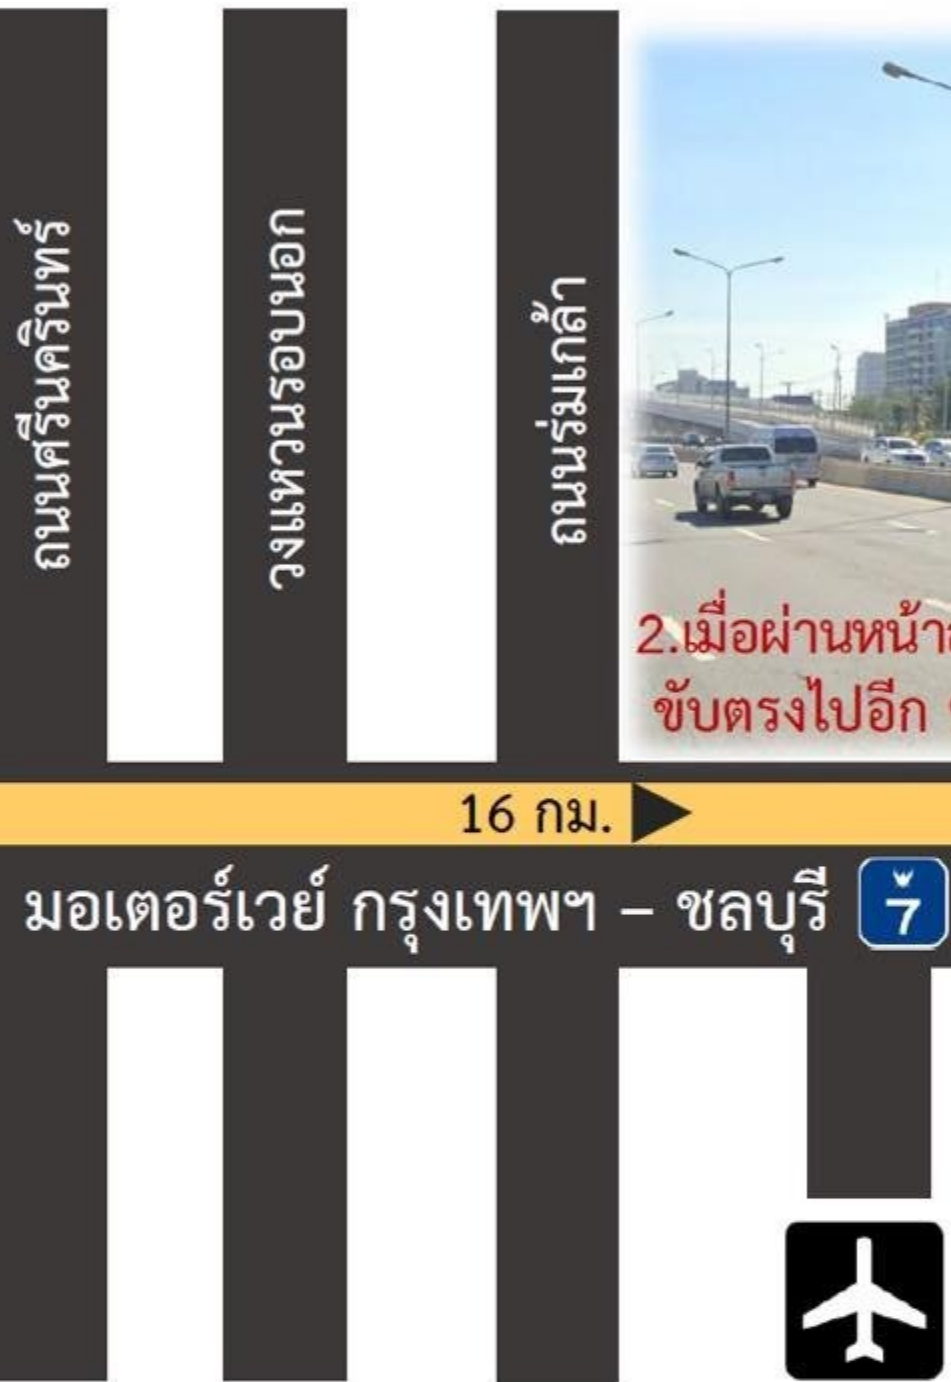 ถนนศรีนครินทร์
วงแหวนรอบนอก
ถนนร่มเกล้า
2.เมื่อผ่านหน้า
ขับตรงไปอีก
16 กม.
มอเตอร์เวย์ กรุงเทพฯ – ชลบุรี
7